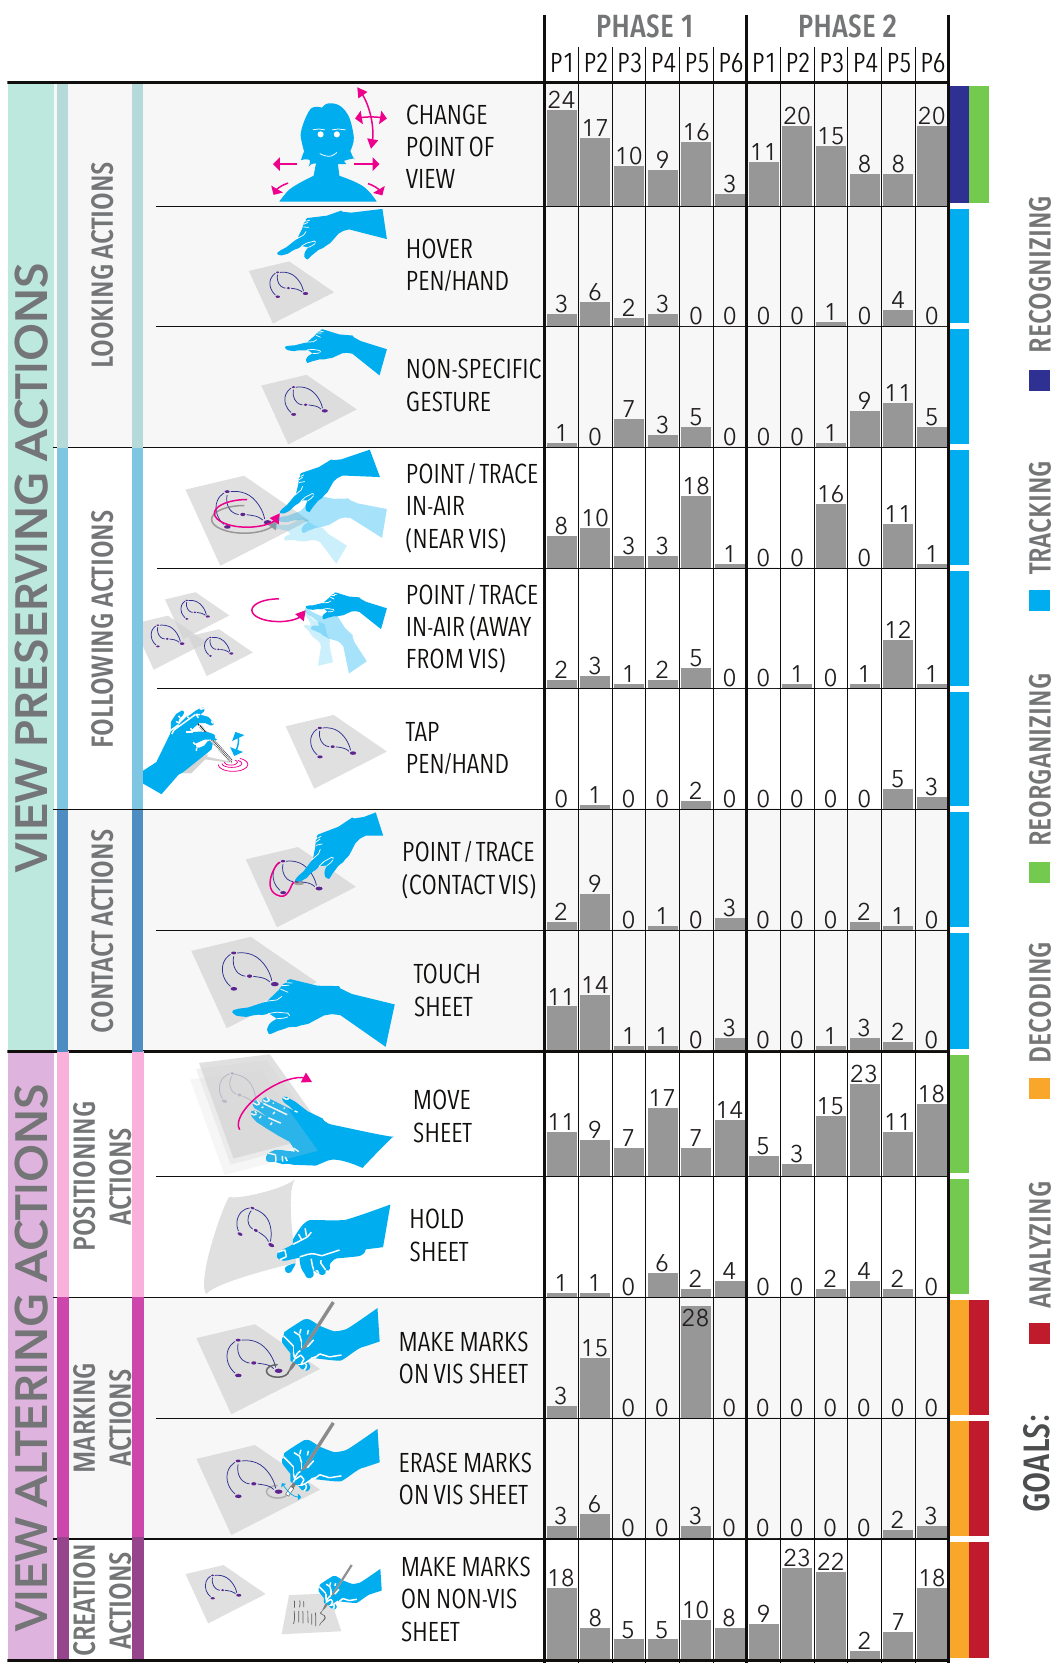 PHASE 1 PHASE 2
P1 P2 P3 P4 P5 P6 P1 P2 P3 P4 P5 P6
VIEW PRESERVING ACTIONS
LOOKING ACTIONS
CHANGE
POINT OF
VIEW
24 17 10 9 16 3 11 20 15 8 8 20
HOVER
PEN/HAND
3 6 2 3 0 0 0 0 1 0 4 0
NON-SPECIFIC
GESTURE
1 0 7 3 5 0 0 0 1 9 11 5
FOLLOWING ACTIONS
POINT / TRACE
IN-AIR
(NEAR VIS)
8 10 3 3 18 1 0 0 16 0 11 1
POINT / TRACE
IN-AIR (AWAY
FROM VIS)
2 3 1 2 5 0 0 1 0 1 12 1
TAP
PEN/HAND
0 1 0 0 2 0 0 0 0 0 5 3
CONTACT ACTIONS
POINT / TRACE
(CONTACT VIS)
2 9 0 1 0 3 0 0 0 2 1 0
TOUCH
SHEET
11 14 1 1 0 3 0 0 1 3 2 0
VIEW ALTERING ACTIONS
POSITIONING
ACTIONS
MOVE
SHEET
11 9 7 17 7 14 5 3 15 23 11 18
HOLD
SHEET
1 1 0 6 2 4 0 0 2 4 2 0
MARKING
ACTIONS
MAKE MARKS
ON VIS SHEET
3 15 0 0 28 0 0 0 0 0 0 0
ERASE MARKS
ON VIS SHEET
3 6 0 0 3 0 0 0 0 0 2 3
CREATION
ACTIONS
MAKE MARKS
ON NON-VIS
SHEET
18 8 5 5 10 8 9 23 22 2 7 18
GOALS:
ANALYZING
DECODING
REORGANIZING
TRACKING
RECOGNIZING